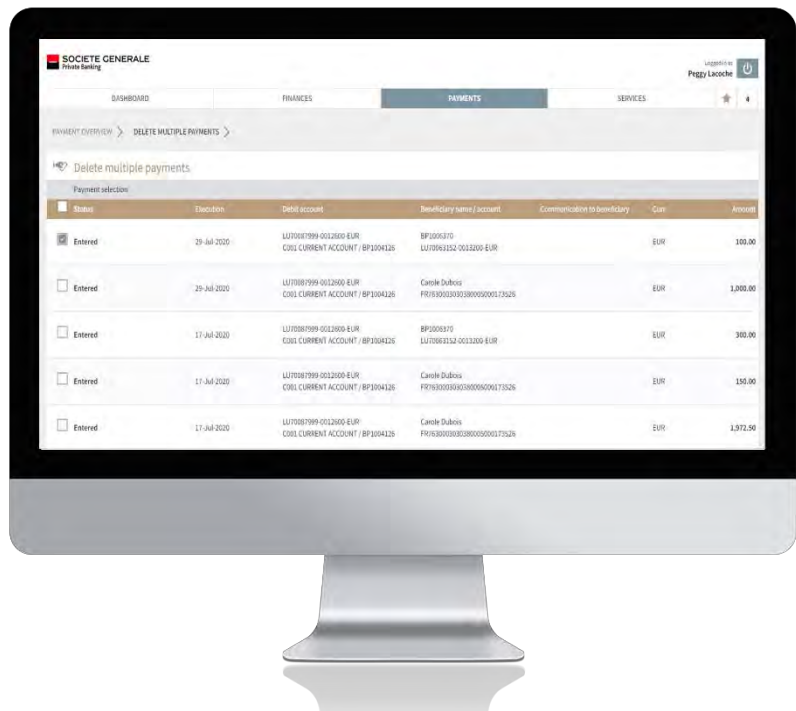 SOCIETE GENERALE
Private Banking
Logged in as
Peggy Lacoche
DASHBOARD FINANCES PAYMENTS SERVICES 4
PAYMENT OVERVIEW > DELETE MULTIPLE PAYMENTS >
Delete multiple payments
Payment selection
Status Execution Debit account Beneficiary name / account Communication to beneficiary Curr. Amount
Entered 29-Jul-2020 LU70087999-0012600-EUR BP1006370 EUR 100.00
C001 CURRENT ACCOUNT / BP1004126 LU70063152-0013200-EUR
Entered 29-Jul-2020 LU70087999-0012600-EUR Carole Dubois EUR 1,000.00
C001 CURRENT ACCOUNT / BP1004126 FR7630003030380005000173526
Entered 17-Jul-2020 LU70087999-0012600-EUR BP1006370 EUR 300.00
C001 CURRENT ACCOUNT / BP1004126 LU70063152-0013200-EUR
Entered 17-Jul-2020 LU70087999-0012600-EUR Carole Dubois EUR 150.00
C001 CURRENT ACCOUNT / BP1004126 FR7630003030380005000173526
Entered 17-Jul-2020 LU70087999-0012600-EUR Carole Dubois EUR 1,972.50
C001 CURRENT ACCOUNT / BP1004126 FR7630003030380005000173526